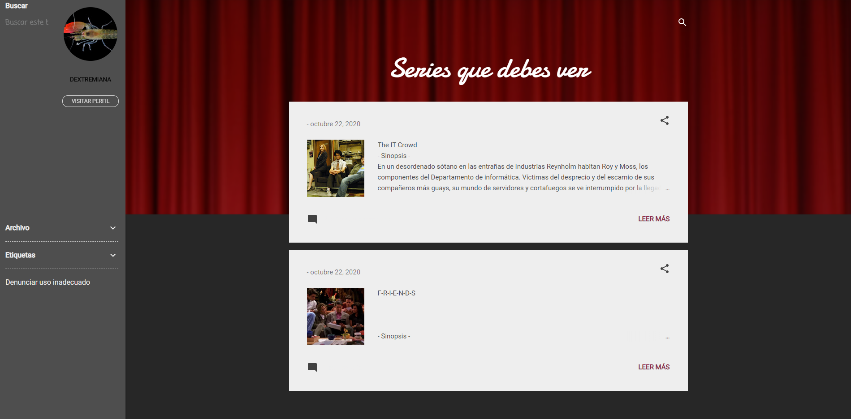 Buscar
Buscar este b
DEXTREMIANA
VISITAR PERFIL
Archivo
Etiquetas
Denunciar uso inadecuado
Series que debes ver
- octubre 22, 2020
The IT Crowd
- Sinopsis
En un desordenado sótano en las entrañas de Industrias Reynholm habitan Roy y Moss, los
componentes del Departamento de informática. Víctimas del desprecio y del escarnio de sus
compañeros más guays, su mundo de servidores y cortafuegos se ve interrumpido por la llega ...
LEER MÁS
- octubre 22, 2020
F-R-I-E-N-D-S
- Sinopsis - ...
LEER MÁS